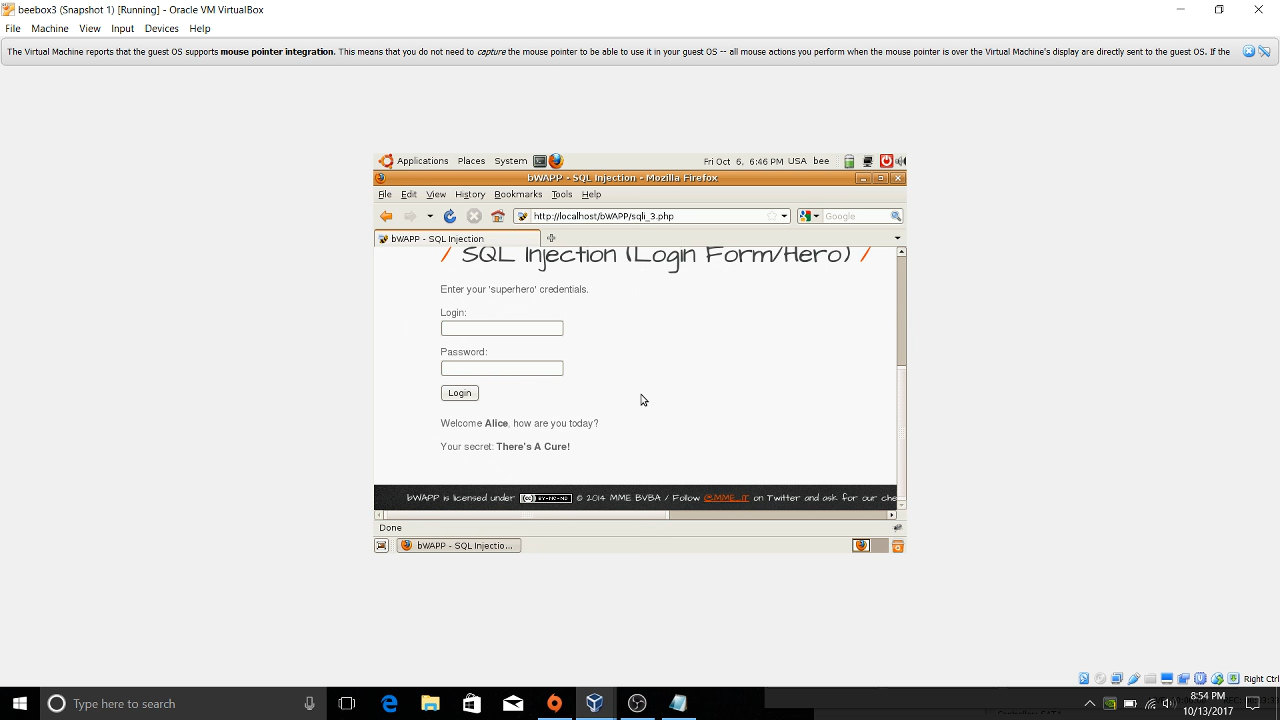 beebox3 (Snapshot 1) [Running] - Oracle VM VirtualBox
File Machine View Input Devices Help
The Virtual Machine reports that the guest OS supports mouse pointer integration. This means that you do not need to capture the mouse pointer to be able to use it in your guest OS -- all mouse actions you perform when the mouse pointer is over the Virtual Machine's display are directly sent to the guest OS. If the
Applications Places System Fri Oct 6, 6:46 PM USA bee
bWAPP - SQL Injection - Mozilla Firefox
File Edit View History Bookmarks Tools Help
http://localhost/bWAPP/sqli_3.php Google
bWAPP - SQL Injection
/ SQL Injection (Login Form/Hero) /
Enter your 'superhero' credentials.
Login:
Password:
Login
Welcome Alice, how are you today?
Your secret: There's A Cure!
bWAPP is licensed under (cc) BY-NC-ND © 2014 MME BVBA / Follow @MME_IT on Twitter and ask for our che
Done
bWAPP - SQL Injectio...
Right Ctrl
Type here to search
8:54 PM
10/13/2017